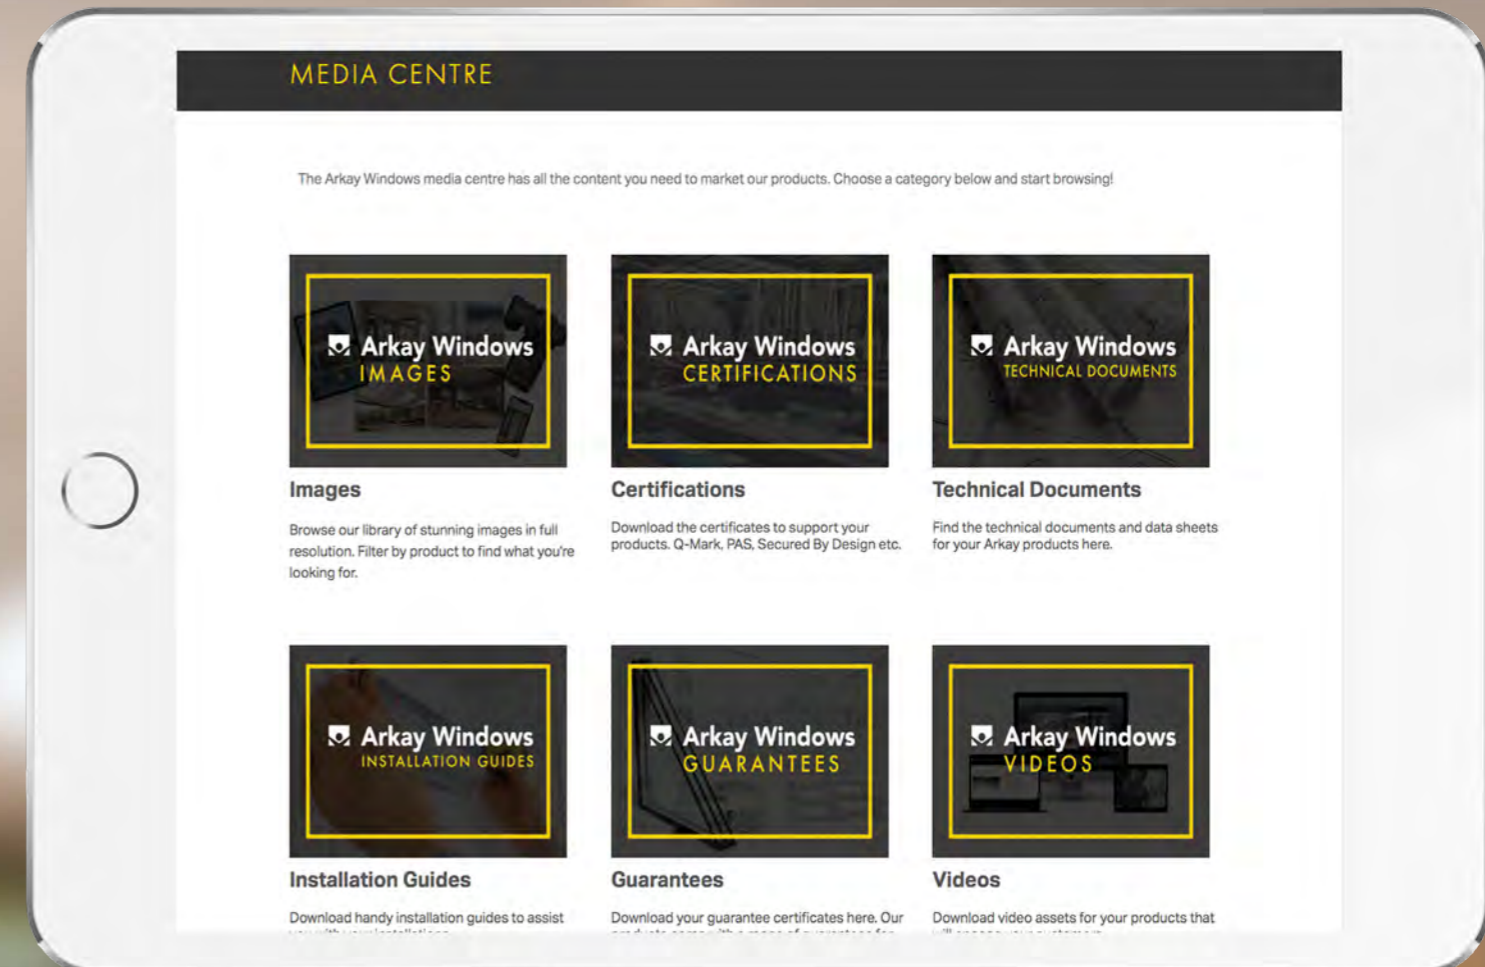 MEDIA CENTRE
The Arkay Windows media centre has all the content you need to market our products. Choose a category below and start browsing!
Arkay Windows
IMAGES
Arkay Windows
CERTIFICATIONS
Arkay Windows
TECHNICAL DOCUMENTS
Images
Browse our library of stunning images in full
resolution. Filter by product to find what you're
looking for.
Certifications
Download the certificates to support your
products. Q-Mark, PAS, Secured By Design etc.
Technical Documents
Find the technical documents and data sheets
for your Arkay products here.
Arkay Windows
INSTALLATION GUIDES
Arkay Windows
GUARANTEES
Arkay Windows
VIDEOS
Installation Guides
Download handy installation guides to assist
Guarantees
Download your guarantee certificates here. Our
Videos
Download video assets for your products that